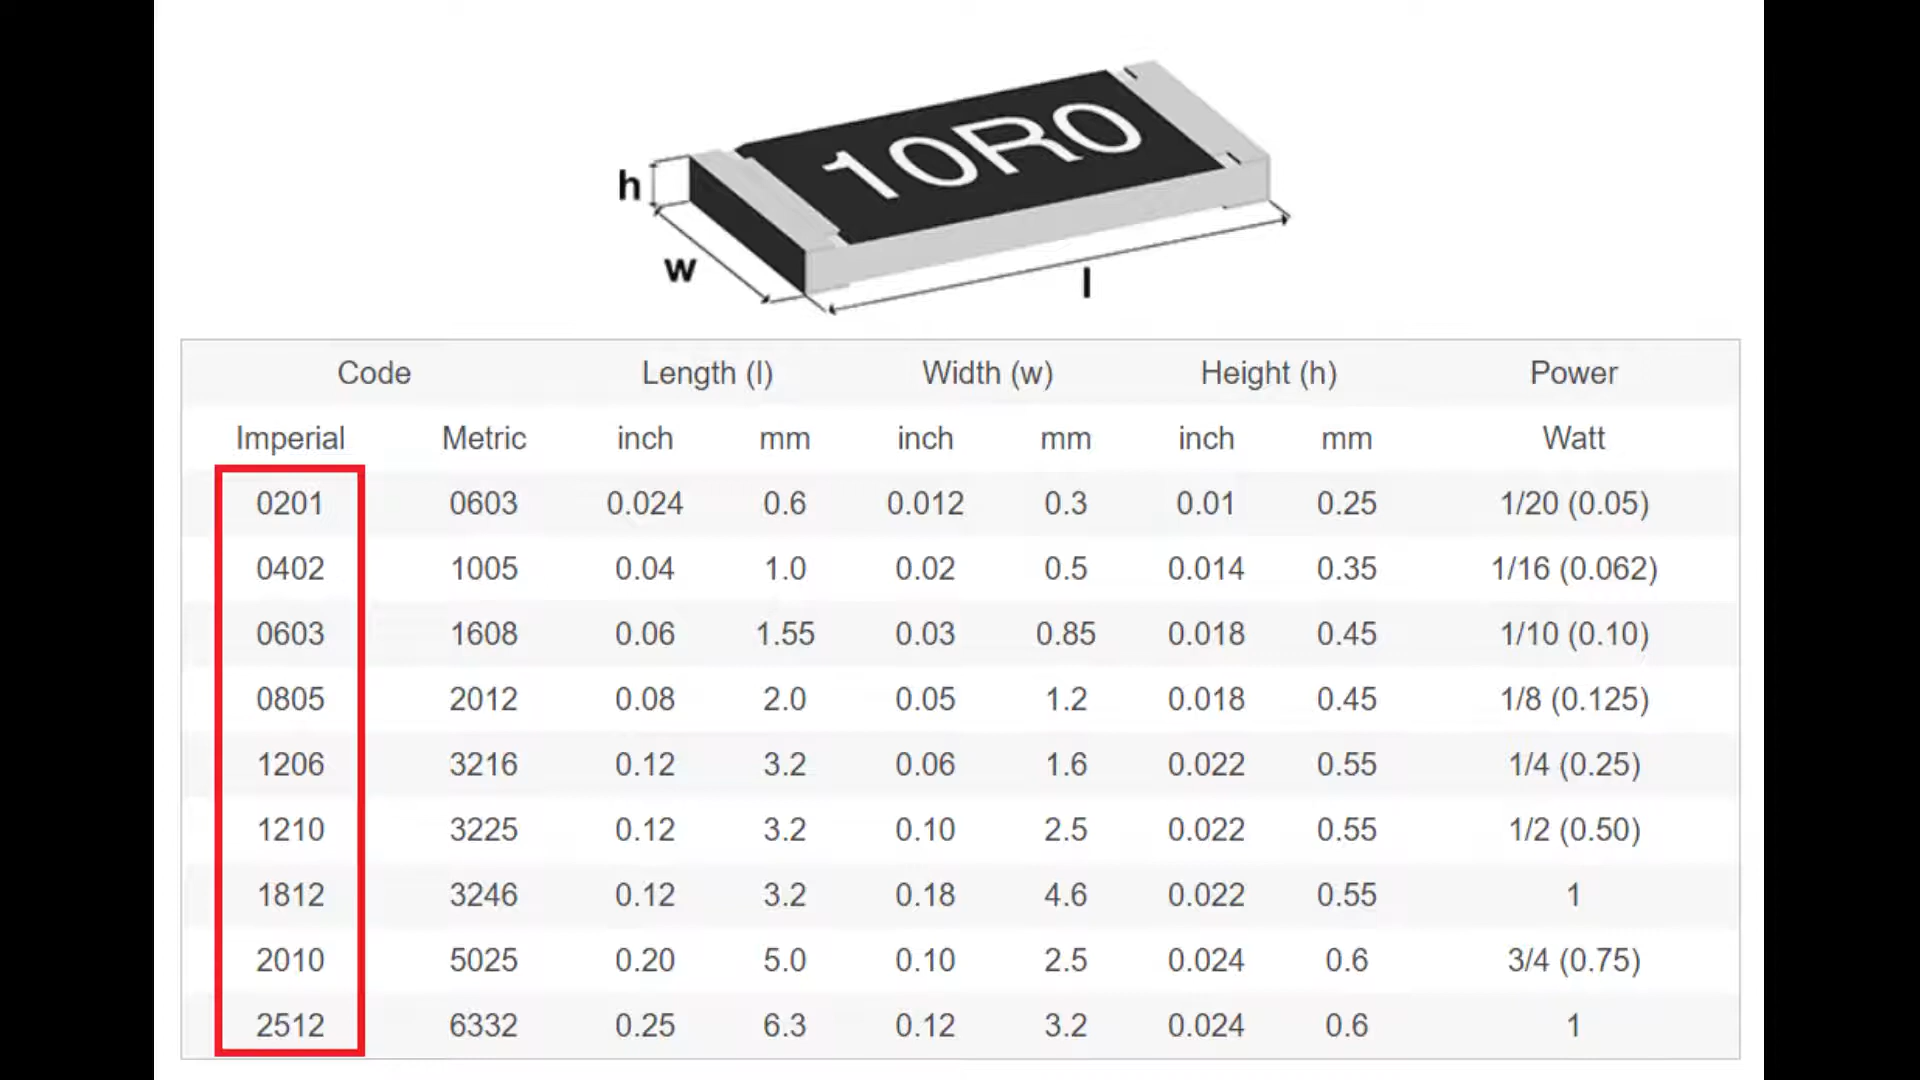 10R0
h
w
l
Code Length (l) Width (w) Height (h) Power
Imperial Metric inch mm inch mm inch mm Watt
0201 0603 0.024 0.6 0.012 0.3 0.01 0.25 1/20 (0.05)
0402 1005 0.04 1.0 0.02 0.5 0.014 0.35 1/16 (0.062)
0603 1608 0.06 1.55 0.03 0.85 0.018 0.45 1/10 (0.10)
0805 2012 0.08 2.0 0.05 1.2 0.018 0.45 1/8 (0.125)
1206 3216 0.12 3.2 0.06 1.6 0.022 0.55 1/4 (0.25)
1210 3225 0.12 3.2 0.10 2.5 0.022 0.55 1/2 (0.50)
1812 3246 0.12 3.2 0.18 4.6 0.022 0.55 1
2010 5025 0.20 5.0 0.10 2.5 0.024 0.6 3/4 (0.75)
2512 6332 0.25 6.3 0.12 3.2 0.024 0.6 1